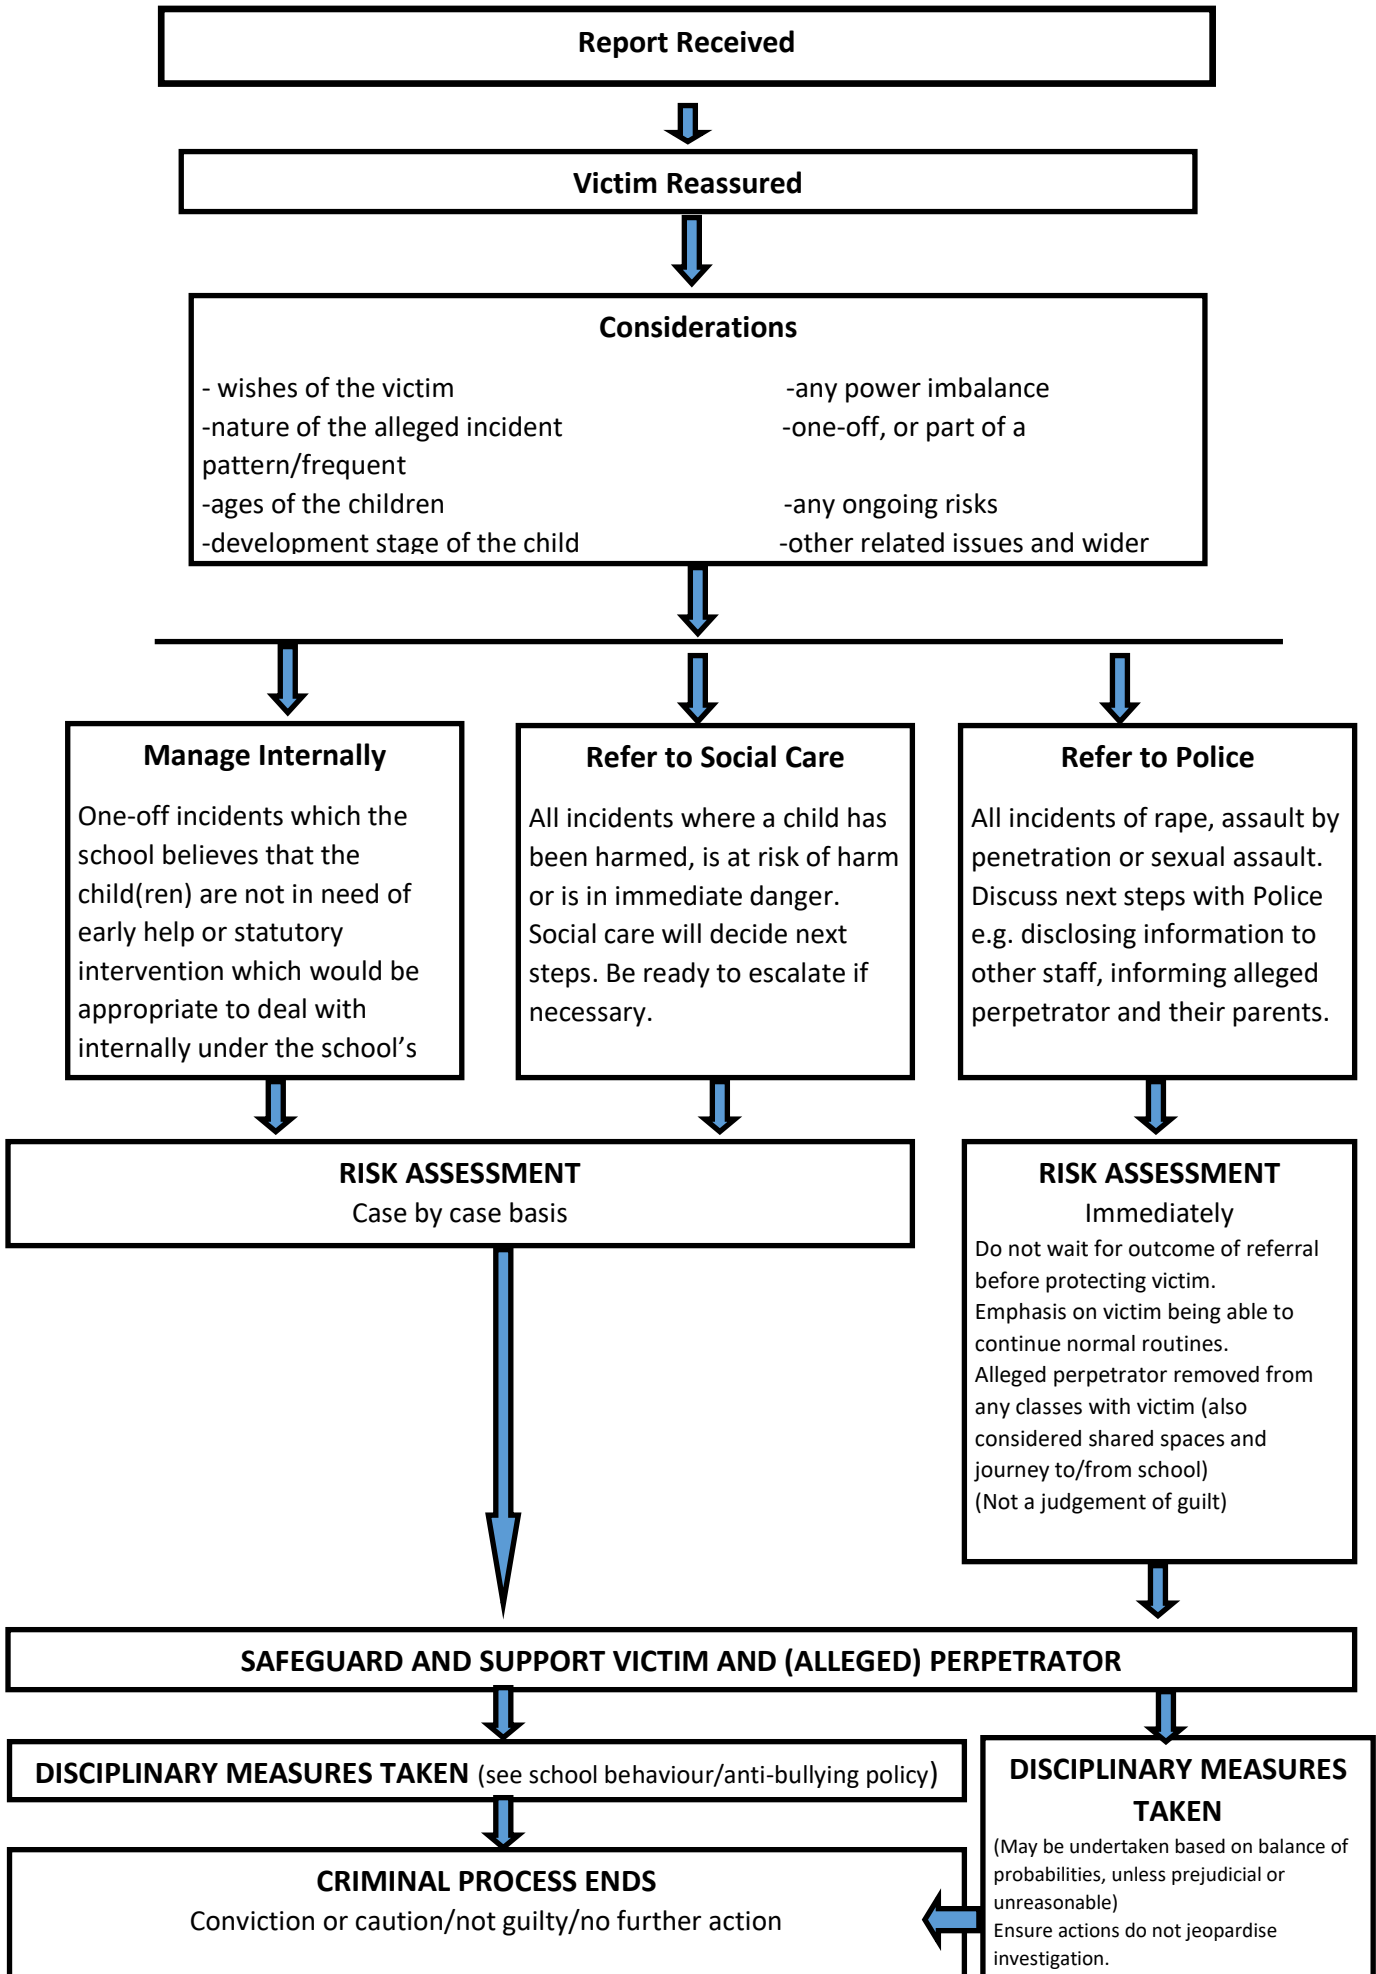 Report Received
Victim Reassured
Considerations
- wishes of the victim -any power imbalance
-nature of the alleged incident -one-off, or part of a
pattern/frequent
-ages of the children -any ongoing risks
-development stage of the child -other related issues and wider
Manage Internally
One-off incidents which the
school believes that the
child(ren) are not in need of
early help or statutory
intervention which would be
appropriate to deal with
internally under the school’s
Refer to Social Care
All incidents where a child has
been harmed, is at risk of harm
or is in immediate danger.
Social care will decide next
steps. Be ready to escalate if
necessary.
Refer to Police
All incidents of rape, assault by
penetration or sexual assault.
Discuss next steps with Police
e.g. disclosing information to
other staff, informing alleged
perpetrator and their parents.
RISK ASSESSMENT
Case by case basis
RISK ASSESSMENT
Immediately
Do not wait for outcome of referral
before protecting victim.
Emphasis on victim being able to
continue normal routines.
Alleged perpetrator removed from
any classes with victim (also
considered shared spaces and
journey to/from school)
(Not a judgement of guilt)
SAFEGUARD AND SUPPORT VICTIM AND (ALLEGED) PERPETRATOR
DISCIPLINARY MEASURES TAKEN (see school behaviour/anti-bullying policy)
DISCIPLINARY MEASURES
TAKEN
(May be undertaken based on balance of
probabilities, unless prejudicial or
unreasonable)
Ensure actions do not jeopardise
investigation.
CRIMINAL PROCESS ENDS
Conviction or caution/not guilty/no further action